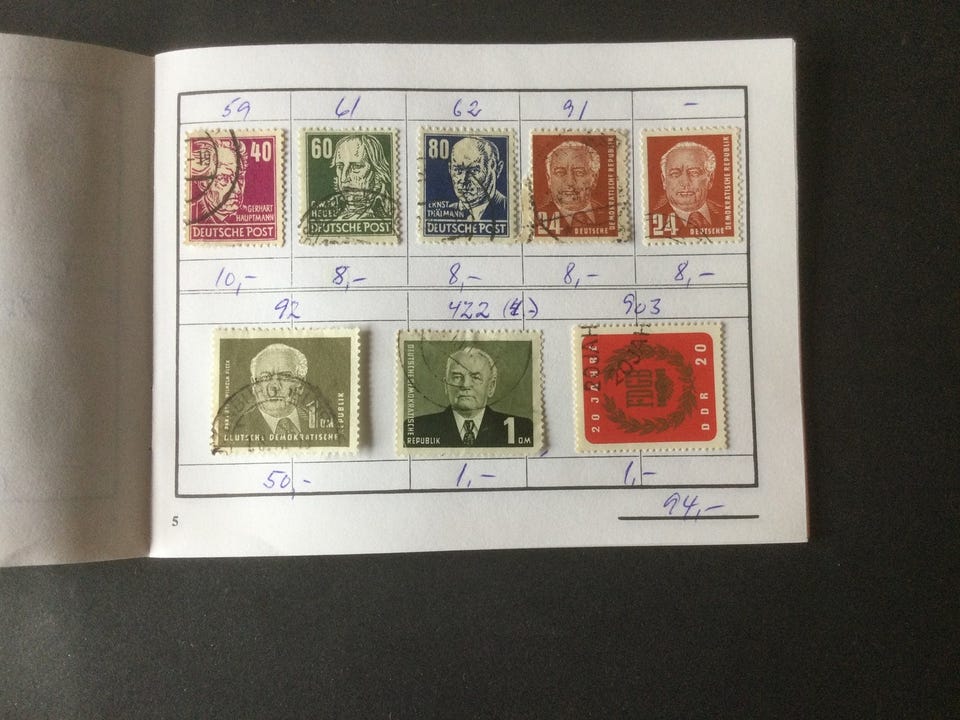 59 61 62 91 -
40
GERHART
HAUPTMANN
DEUTSCHE POST
60
HEGEL
DEUTSCHE POST
80
ERNST
THÄLMANN
DEUTSCHE POST
24
DEUTSCHE
DEMOKRATISCHE REPUBLIK
24
DEUTSCHE
DEMOKRATISCHE REPUBLIK
10,- 8,- 8,- 8,- 8,-
92 422 903
1 DM
REPUBLIK
DEUTSCHE DEMOKRATISCHE
DEUTSCHE DEMOKRATISCHE
REPUBLIK
1 DM
20 JAHRE
FDGB
DDR 20
50,- 1,- 1,-
94,-
5